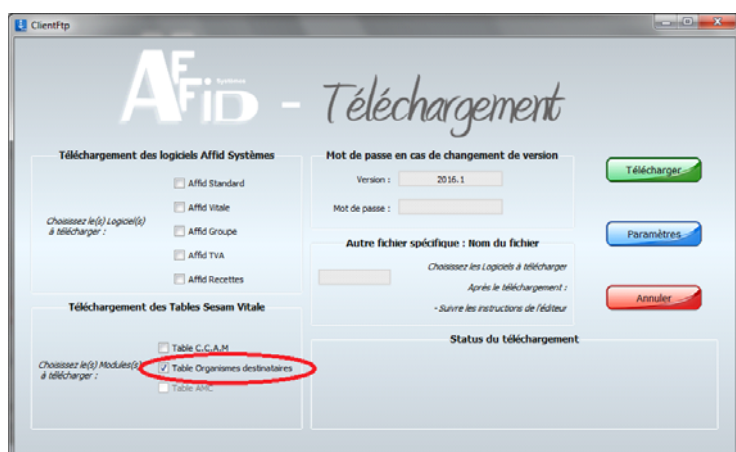 ClientFtp
AFFiD Systèmes - Téléchargement
Téléchargement des logiciels Affid Systèmes
Choisissez le(s) Logiciel(s)
à télécharger :
Affid Standard
Affid Vitale
Affid Groupe
Affid TVA
Affid Recettes
Téléchargement des Tables Sesam Vitale
Choisissez le(s) Modules(s)
à télécharger :
Table C.C.A.M
Table Organismes destinataires
Table AMC
Mot de passe en cas de changement de version
Version : 2016.1
Mot de passe :
Autre fichier spécifique : Nom du fichier
Choisissez les Logiciels à télécharger
Après le téléchargement :
- Suivre les instructions de l'éditeur
Status du téléchargement
Télécharger
Paramètres
Annuler